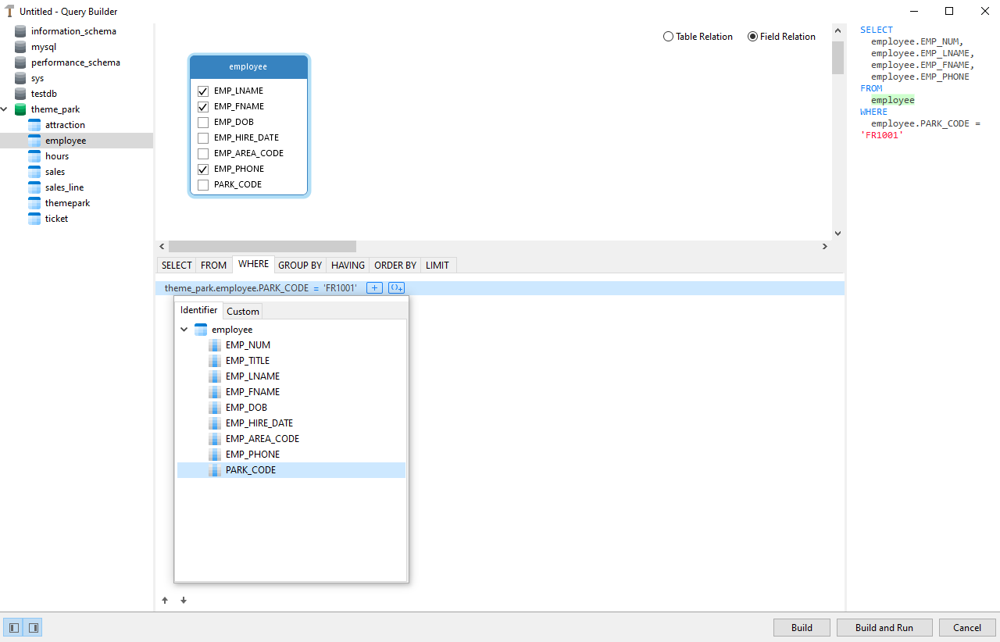 Untitled - Query Builder
information_schema
mysql
performance_schema
sys
testdb
theme_park
attraction
employee
hours
sales
sales_line
themepark
ticket
Table Relation
Field Relation
employee
EMP_LNAME
EMP_FNAME
EMP_DOB
EMP_HIRE_DATE
EMP_AREA_CODE
EMP_PHONE
PARK_CODE
SELECT FROM WHERE GROUP BY HAVING ORDER BY LIMIT
theme_park.employee.PARK_CODE = 'FR1001' + ()+
Identifier Custom
employee
EMP_NUM
EMP_TITLE
EMP_LNAME
EMP_FNAME
EMP_DOB
EMP_HIRE_DATE
EMP_AREA_CODE
EMP_PHONE
PARK_CODE
SELECT
employee.EMP_NUM,
employee.EMP_LNAME,
employee.EMP_FNAME,
employee.EMP_PHONE
FROM
employee
WHERE
employee.PARK_CODE =
'FR1001'
Build
Build and Run
Cancel